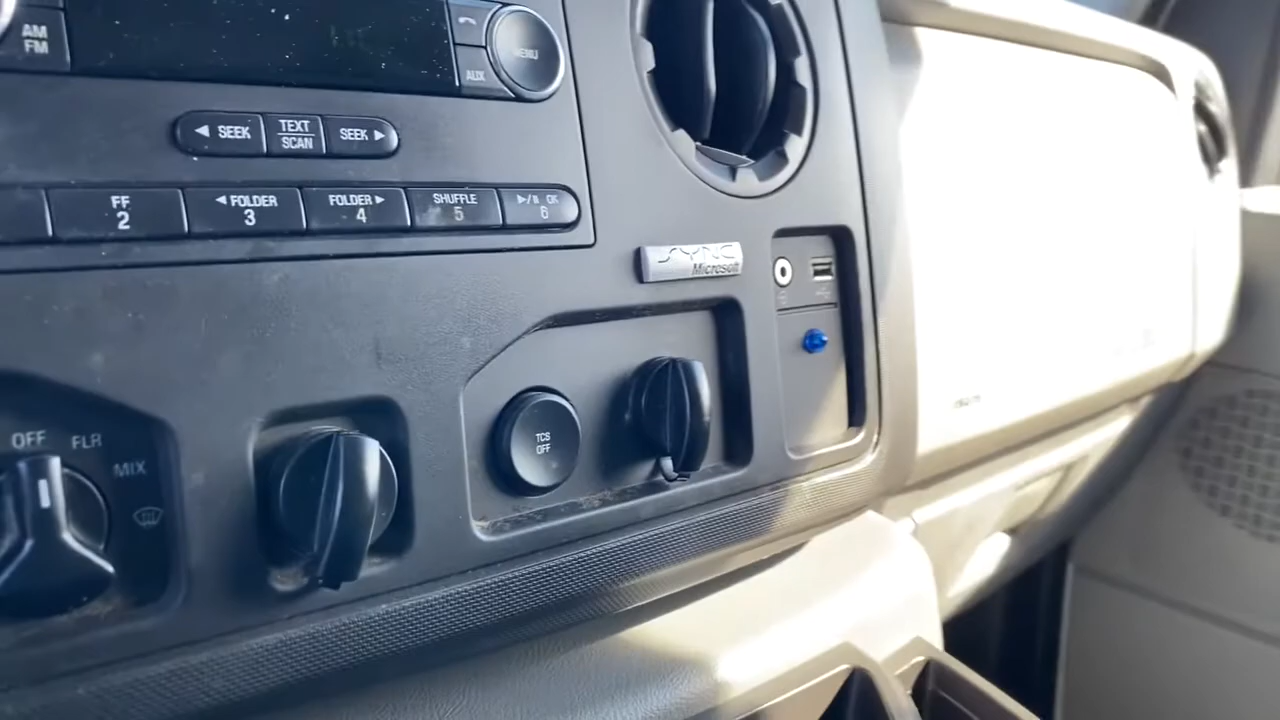 AM
FM
MENU
AUX
◄ SEEK
TEXT
SCAN
SEEK ►
FF
2
◄ FOLDER
3
FOLDER ►
4
SHUFFLE
5
►/II OK
6
SYNC
Microsoft
TCS
OFF
OFF
FLR
MIX